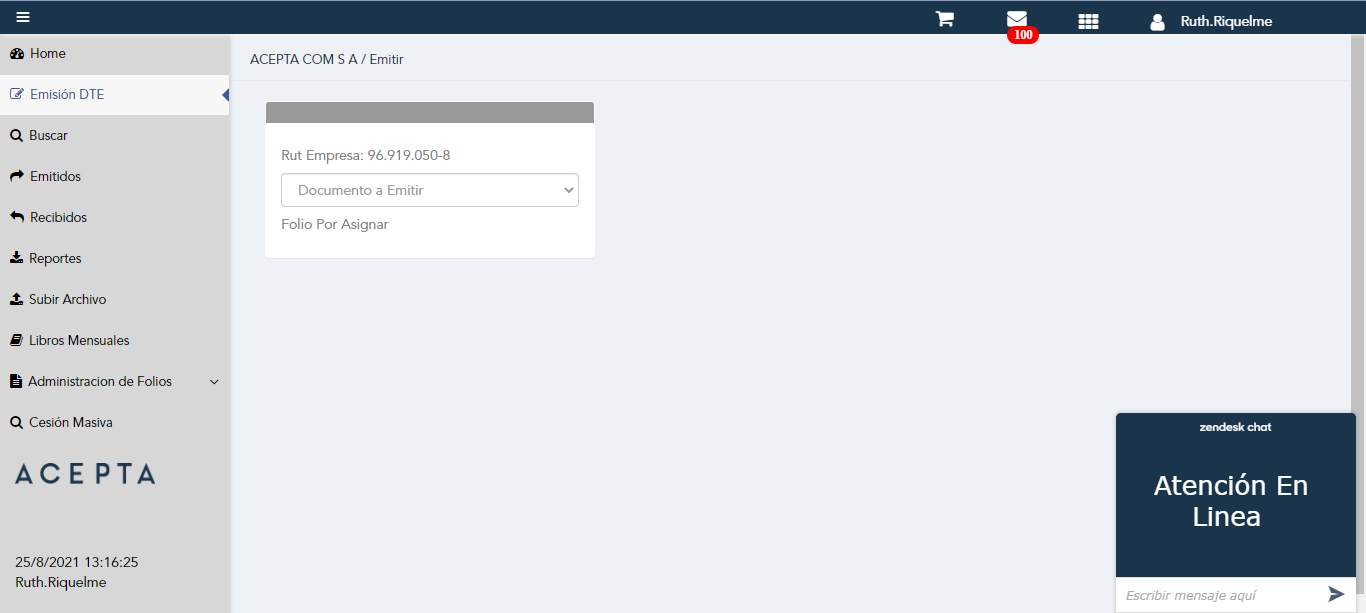 Ruth.Riquelme
100
Home
Emisión DTE
Buscar
Emitidos
Recibidos
Reportes
Subir Archivo
Libros Mensuales
Administracion de Folios
Cesión Masiva
ACEPTA
25/8/2021 13:16:25
Ruth.Riquelme
ACEPTA COM S A / Emitir
Rut Empresa: 96.919.050-8
Documento a Emitir
Folio Por Asignar
zendesk chat
Atención En
Linea
Escribir mensaje aquí